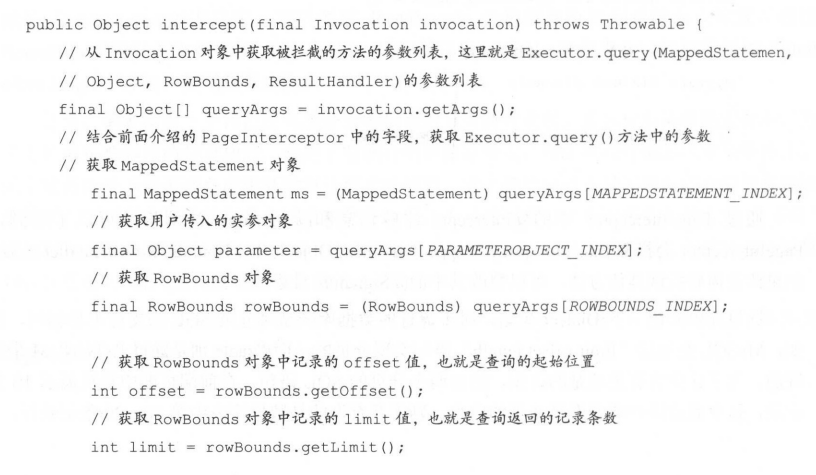 public Object intercept(final Invocation invocation) throws Throwable {
// 从 Invocation 对象中获取被拦截的方法的参数列表，这里就是 Executor.query(MappedStatemen,
// Object, RowBounds, ResultHandler)的参数列表
final Object[] queryArgs = invocation.getArgs();
// 结合前面介绍的 PageInterceptor 中的字段，获取 Executor.query()方法中的参数
// 获取 MappedStatement 对象
final MappedStatement ms = (MappedStatement) queryArgs[MAPPEDSTATEMENT_INDEX];
// 获取用户传入的实参对象
final Object parameter = queryArgs[PARAMETEROBJECT_INDEX];
// 获取 RowBounds 对象
final RowBounds rowBounds = (RowBounds) queryArgs[ROWBOUNDS_INDEX];
// 获取 RowBounds 对象中记录的 offset 值，也就是查询的起始位置
int offset = rowBounds.getOffset();
// 获取 RowBounds 对象中记录的 limit 值，也就是查询返回的记录条数
int limit = rowBounds.getLimit();